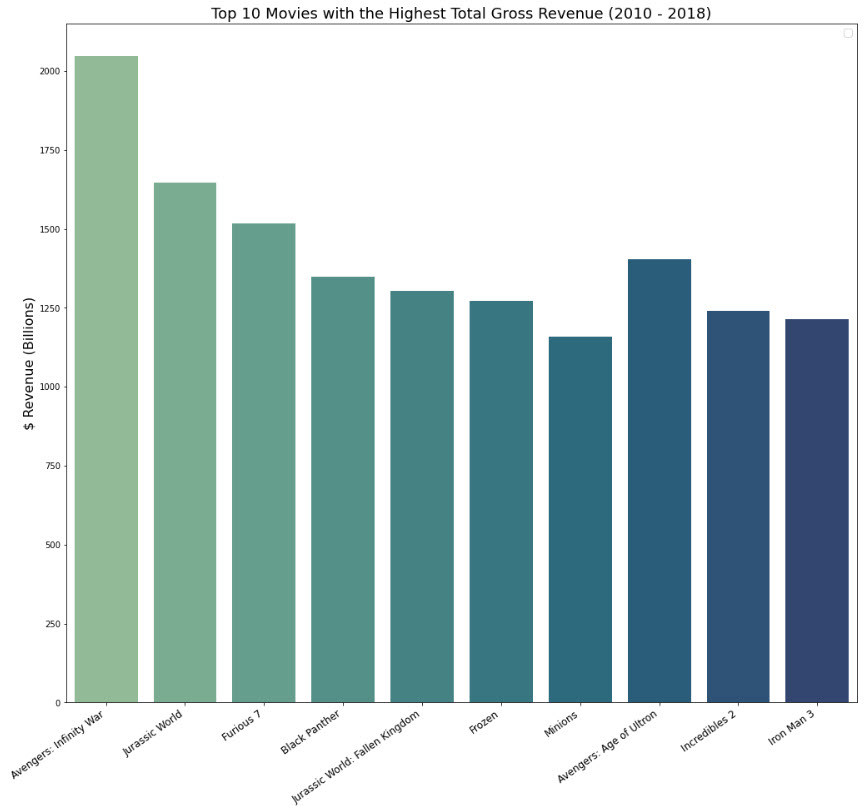 Top 10 Movies with the Highest Total Gross Revenue (2010 - 2018)
$ Revenue (Billions)
2000
1750
1500
1250
1000
750
500
250
0
Avengers: Infinity War
Jurassic World
Furious 7
Black Panther
Jurassic World: Fallen Kingdom
Frozen
Minions
Avengers: Age of Ultron
Incredibles 2
Iron Man 3